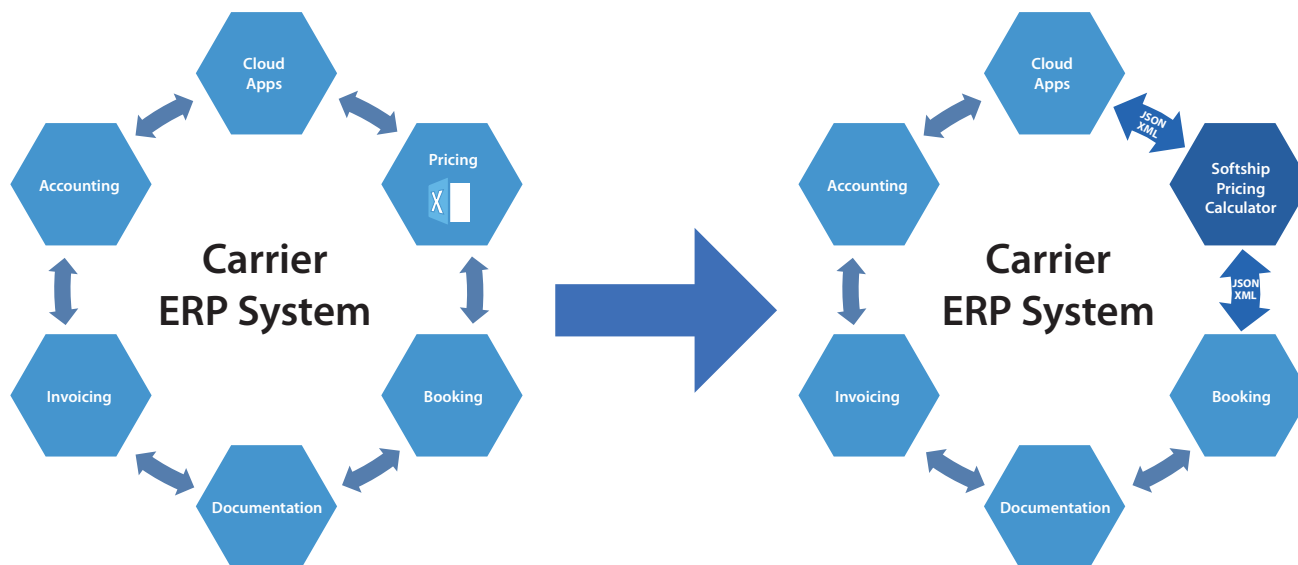 Cloud
Apps
Pricing
X
Accounting
Carrier
ERP System
Invoicing
Booking
Documentation
Cloud
Apps
JSON
XML
Softship
Pricing
Calculator
Accounting
Carrier
ERP System
JSON
XML
Invoicing
Booking
Documentation